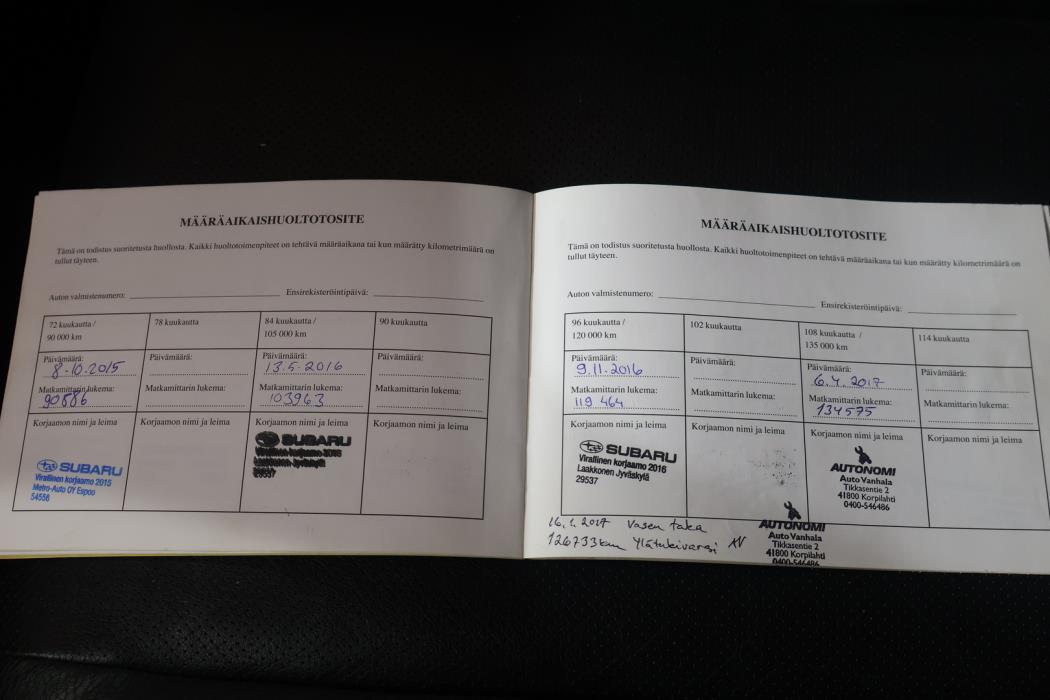 MÄÄRÄAIKAISHUOLTOTOSITE
Tämä on todistus suoritetusta huollosta. Kaikki huoltotoimenpiteet on tehtävä määräaikana tai kun määrätty kilometrimäärä on
tullut täyteen.
Auton valmistenumero: Ensirekisteröintipäivä:
72 kuukautta /
90 000 km
78 kuukautta
84 kuukautta /
105 000 km
90 kuukautta
Päivämäärä:
8.10.2015
Päivämäärä:
Päivämäärä:
13.5.2016
Päivämäärä:
Matkamittarin lukema:
90886
Matkamittarin lukema:
Matkamittarin lukema:
103963
Matkamittarin lukema:
Korjaamon nimi ja leima
SUBARU
Virallinen korjaamo 2015
Metro-Auto OY Espoo
54556
Korjaamon nimi ja leima
Korjaamon nimi ja leima
SUBARU
Virallinen korjaamo 2016
Laakkonen Jyväskylä
29537
Korjaamon nimi ja leima
MÄÄRÄAIKAISHUOLTOTOSITE
Tämä on todistus suoritetusta huollosta. Kaikki huoltotoimenpiteet on tehtävä määräaikana tai kun määrätty kilometrimäärä on
tullut täyteen.
Auton valmistenumero: Ensirekisteröintipäivä:
96 kuukautta /
120 000 km
102 kuukautta
108 kuukautta /
135 000 km
114 kuukautta
Päivämäärä:
9.11.2016
Päivämäärä:
Päivämäärä:
6.4.2017
Päivämäärä:
Matkamittarin lukema:
119 464
Matkamittarin lukema:
Matkamittarin lukema:
134575
Matkamittarin lukema:
Korjaamon nimi ja leima
SUBARU
Virallinen korjaamo 2016
Laakkonen Jyväskylä
29537
Korjaamon nimi ja leima
Korjaamon nimi ja leima
AUTONOMI
Auto Vanhala
Tikkasentie 2
41800 Korpilahti
0400-546486
Korjaamon nimi ja leima
16.1.2017 Vasen taka
126733km Ylätukivarsi
AUTONOMI
Auto Vanhala
Tikkasentie 2
41800 Korpilahti
0400-546486